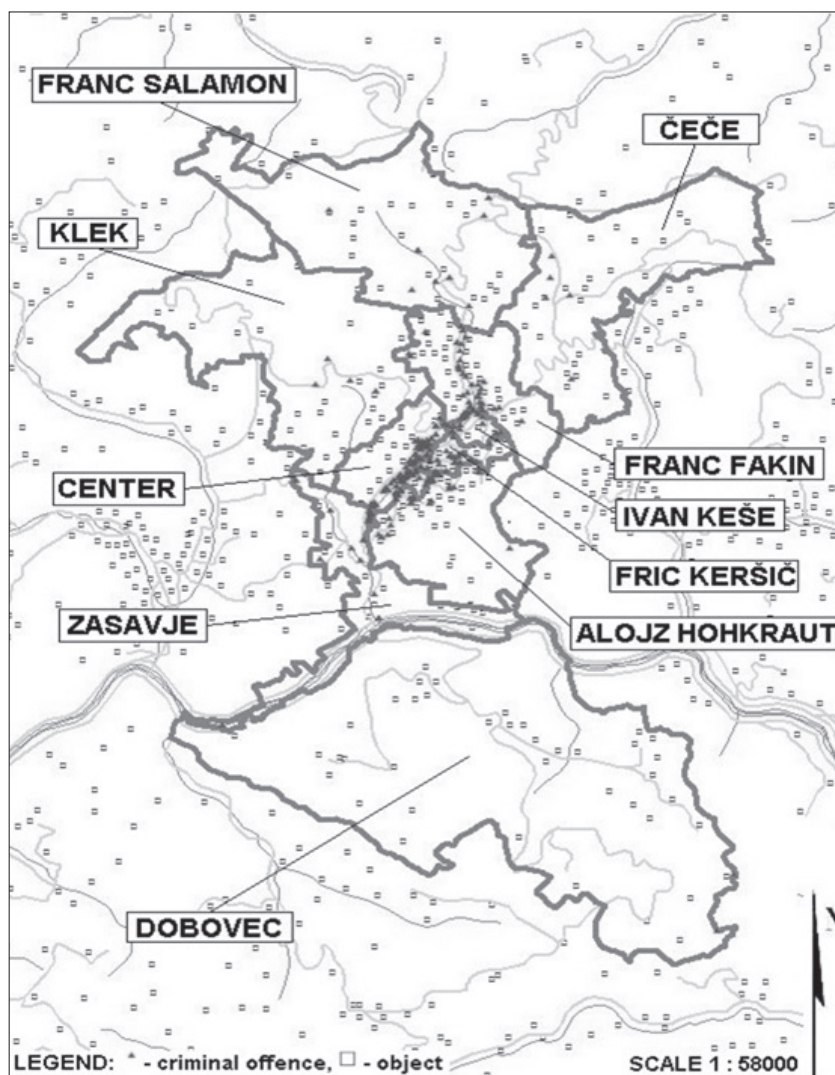 FRANC SALAMON
ČEČE
KLEK
CENTER
FRANC FAKIN
IVAN KEŠE
FRIC KERŠIČ
ZASAVJE
ALOJZ HOHKRAUT
DOBOVEC
LEGEND: ▲ - criminal offence, □ - object
SCALE 1 : 58000